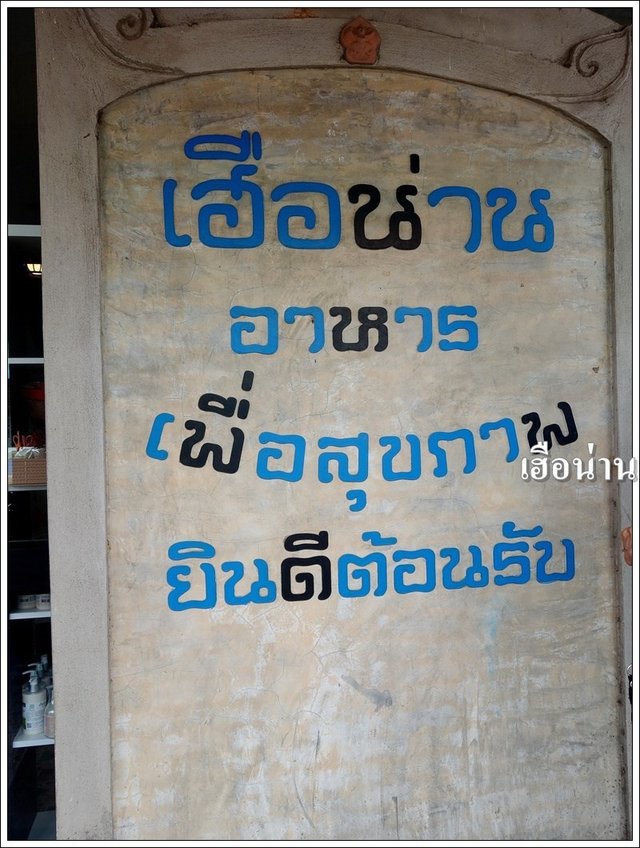 เฮือน่าน
อาหาร
เพื่อสุขภาพ
เฮือน่าน
ยินดีต้อนรับ